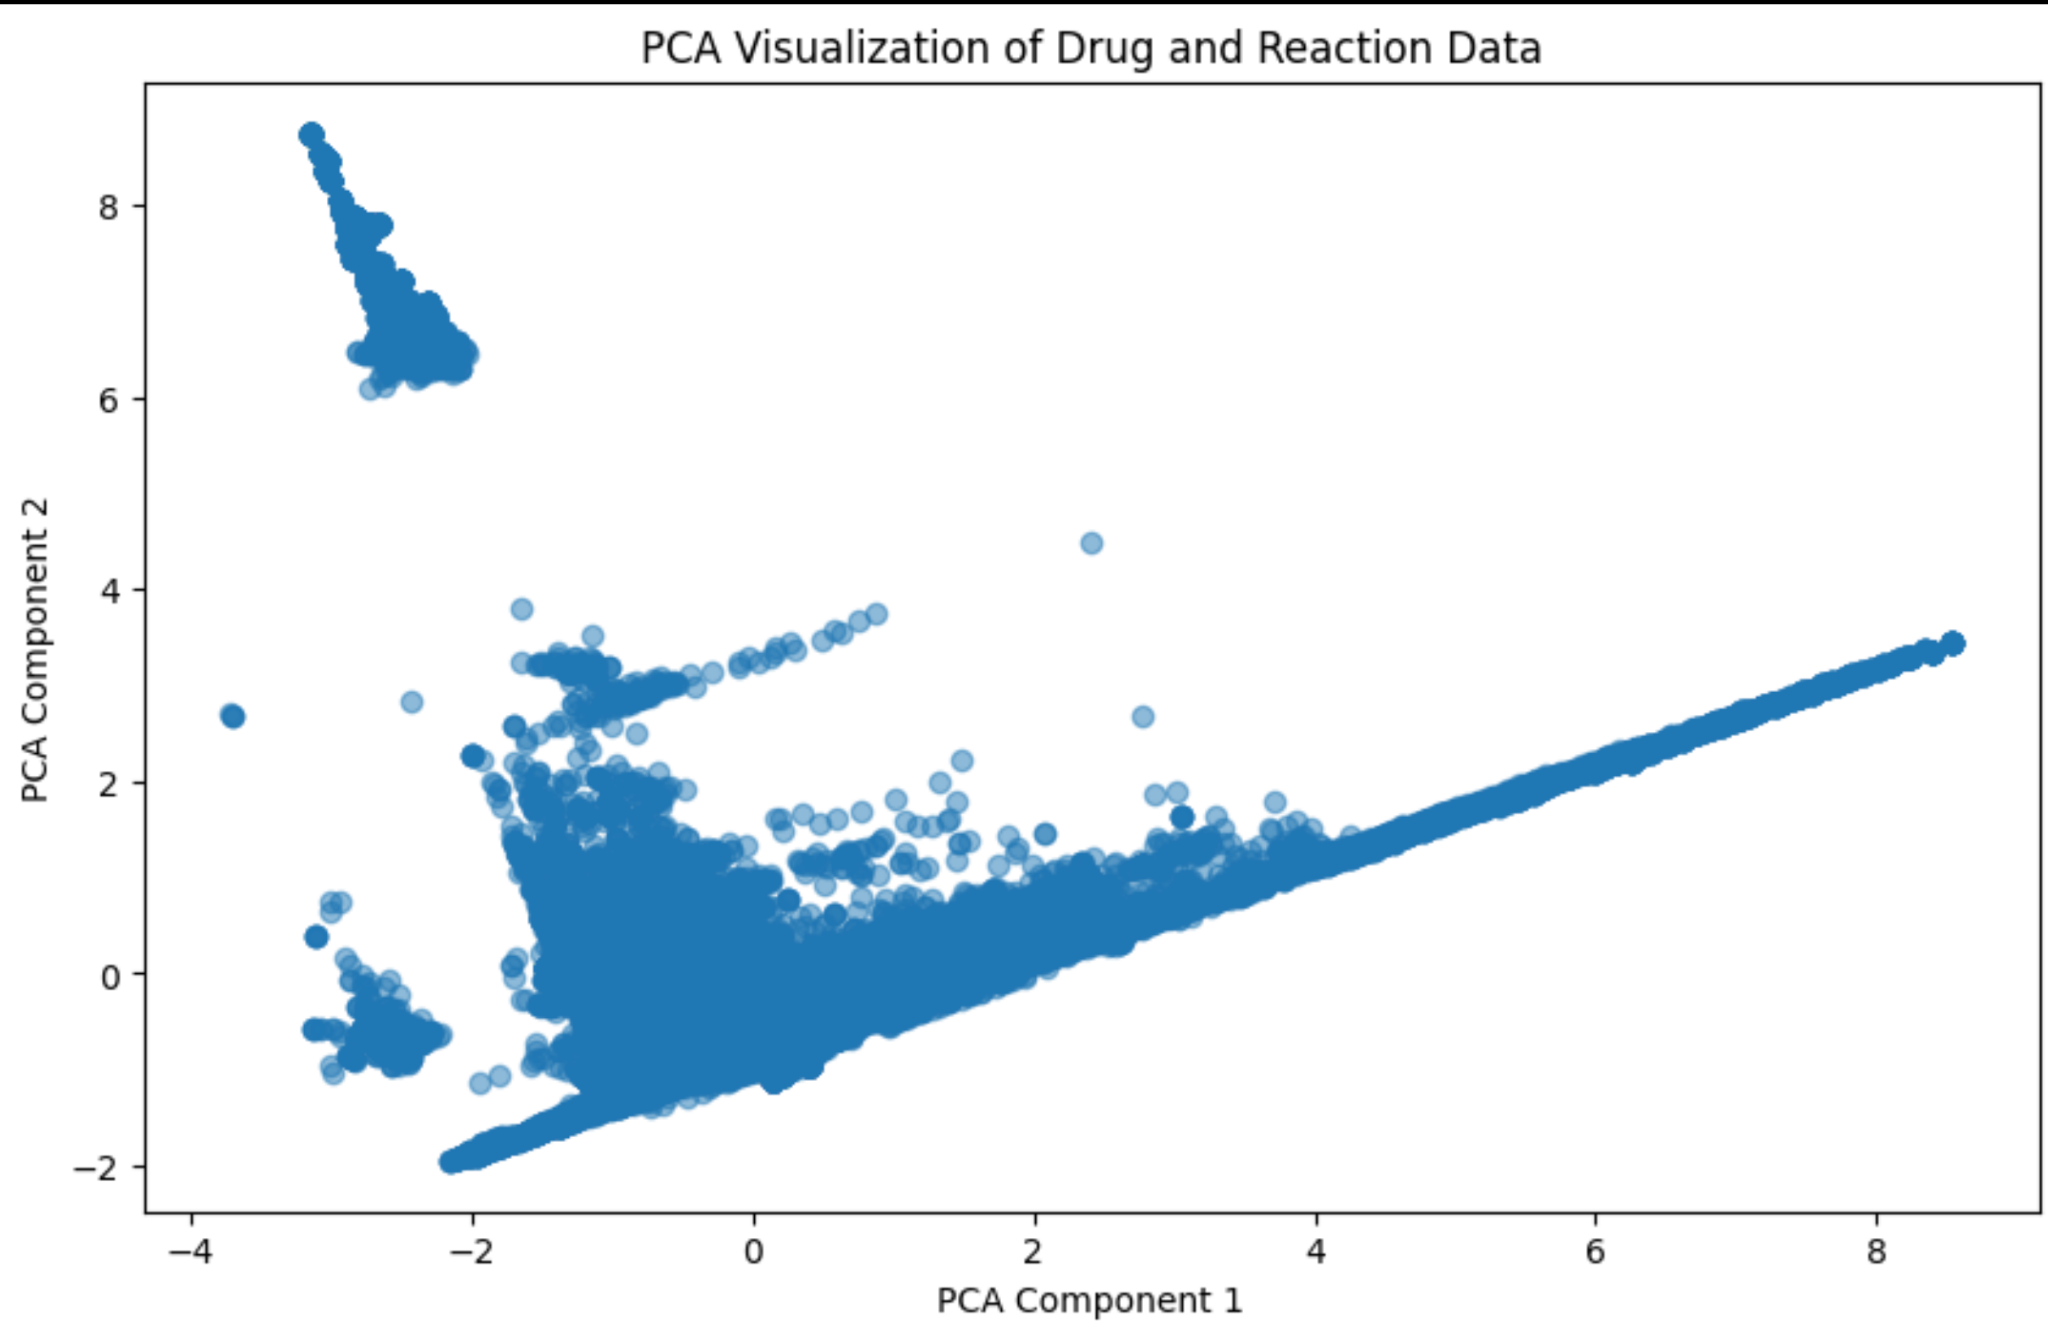 PCA Visualization of Drug and Reaction Data
8
6
4
2
0
−2
PCA Component 2
−4 −2 0 2 4 6 8
PCA Component 1